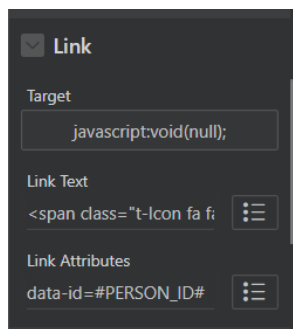 Link
Target
javascript:void(null);
Link Text
<span class="t-Icon fa fa
Link Attributes
data-id=#PERSON_ID#